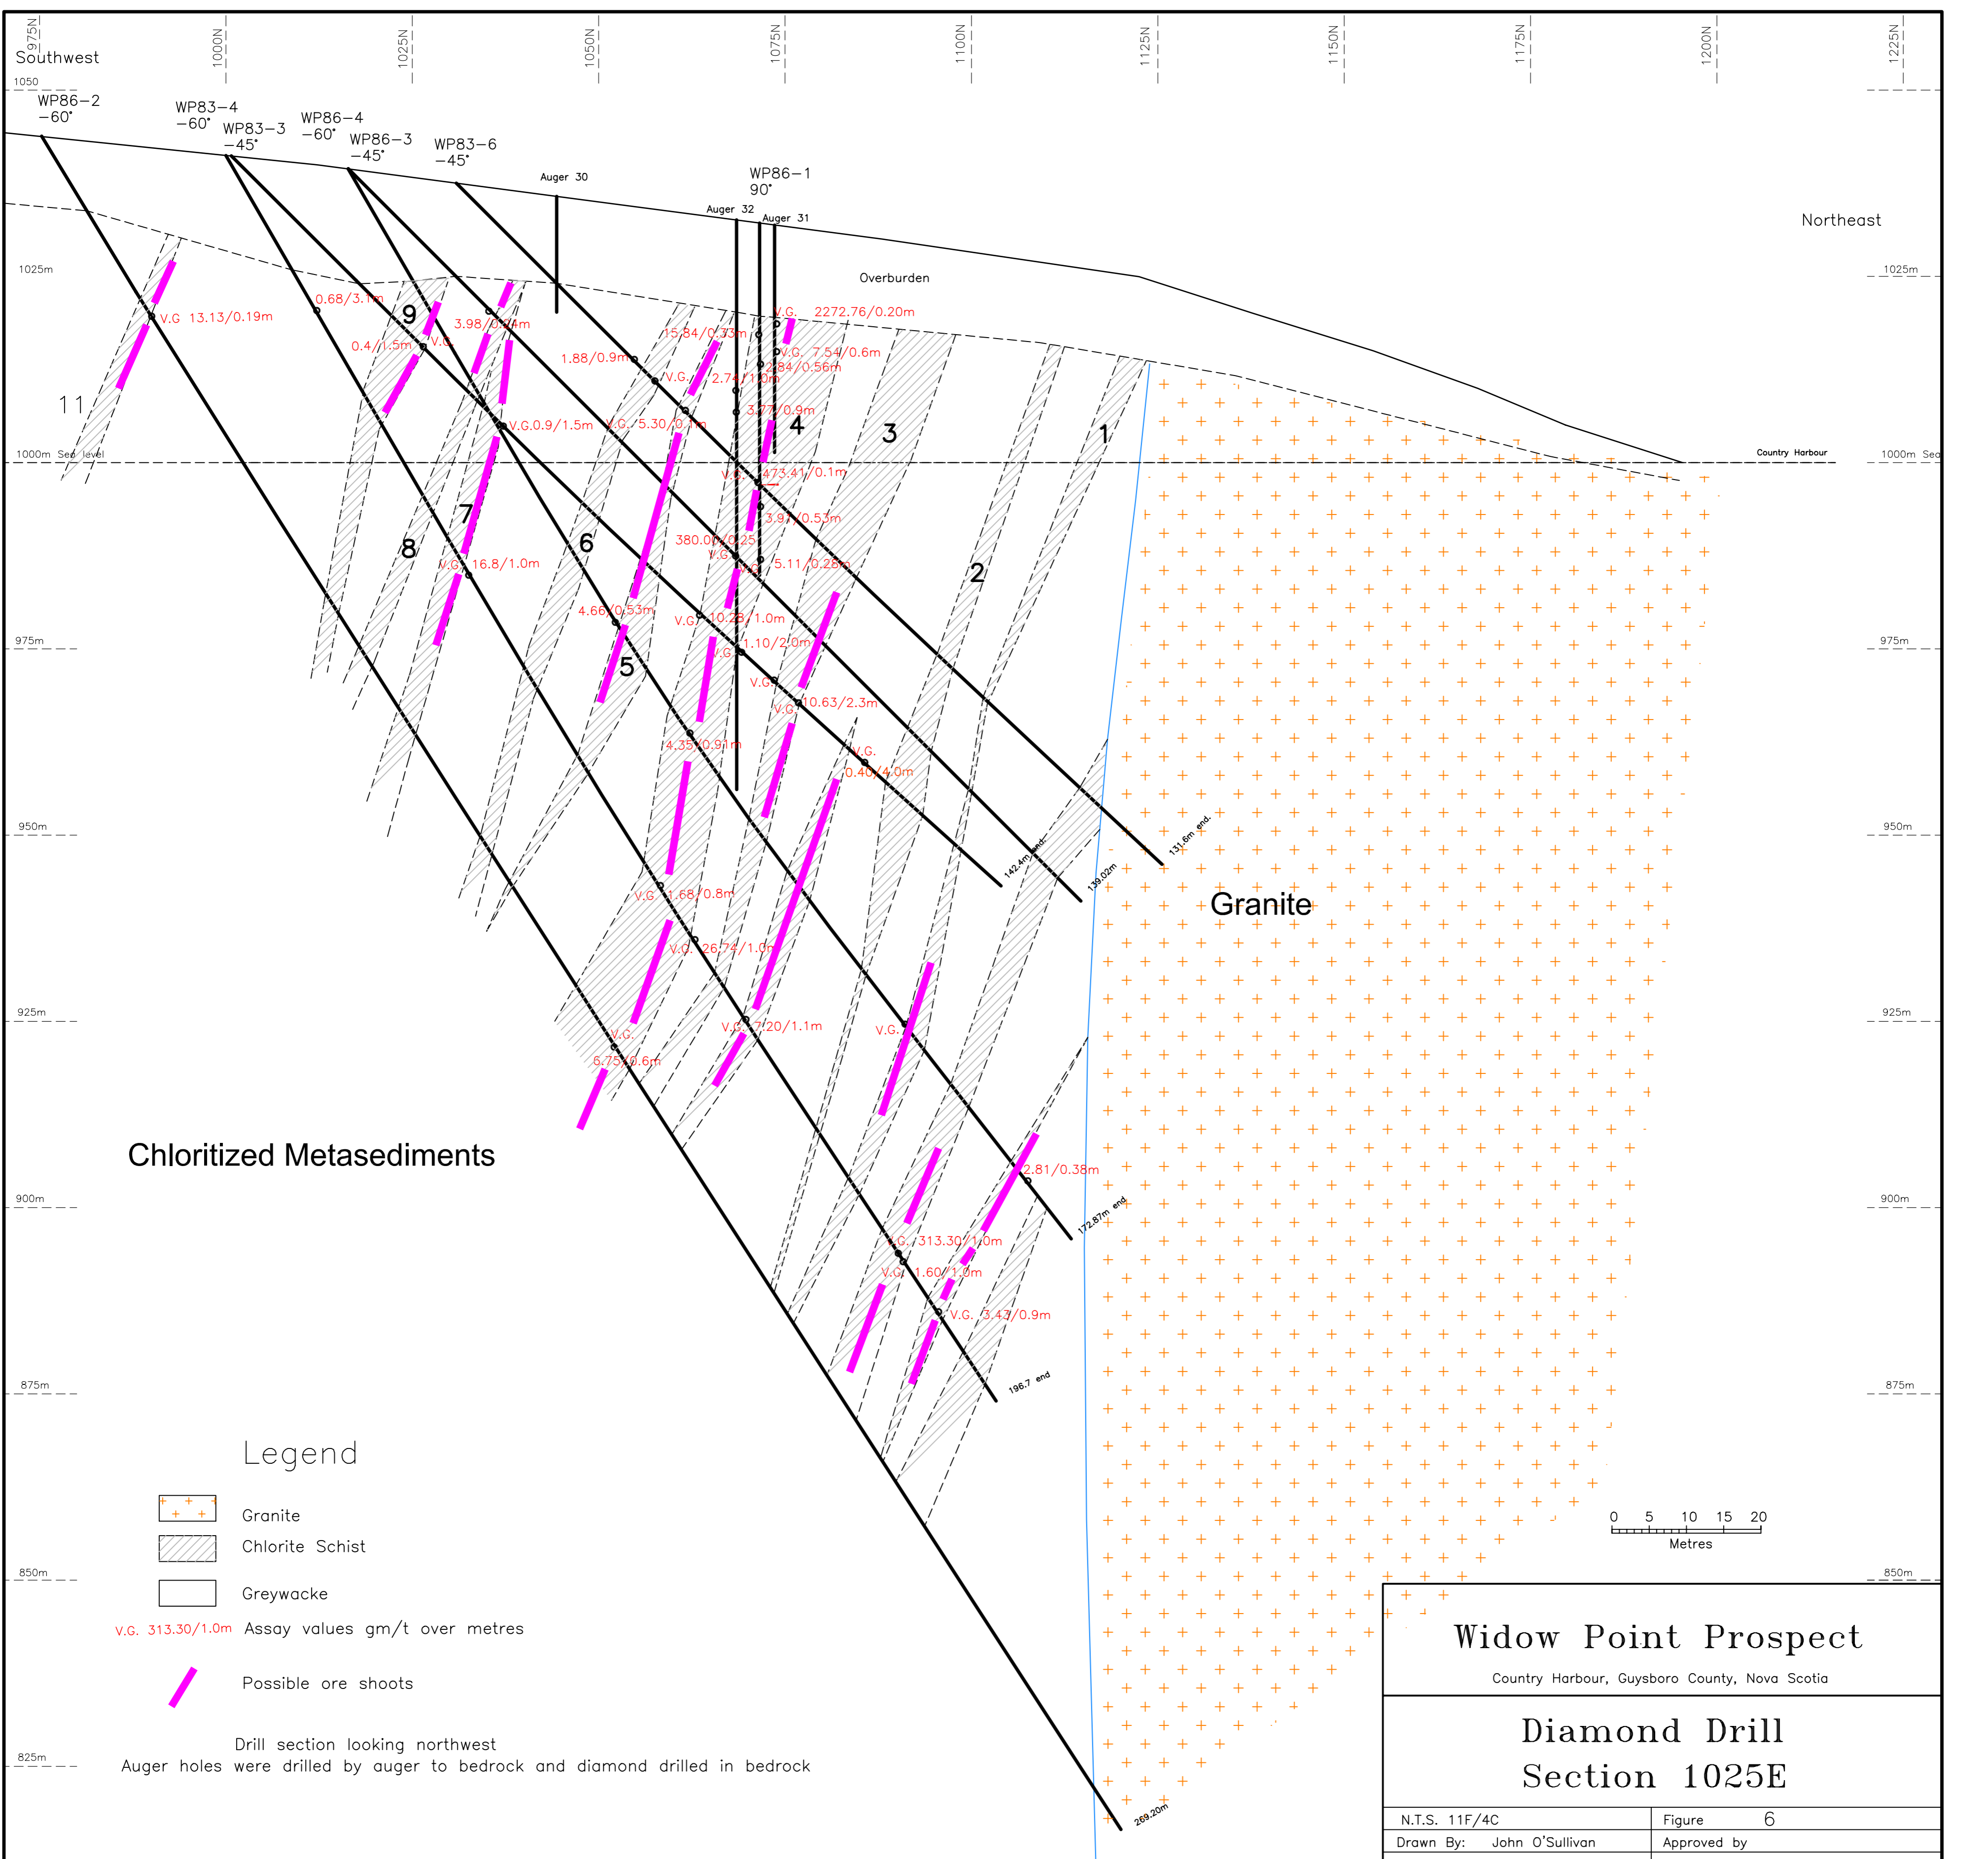 975N
1000N
1025N
1050N
1075N
1100N
1125N
1150N
1175N
1200N
1225N
Southwest
1050
WP86-2
-60°
WP83-4
-60°
WP83-3
-45°
WP86-4
-60°
WP86-3
-45°
WP83-6
-45°
Auger 30
WP86-1
90°
Auger 32
Auger 31
Northeast
1025m
Overburden
1025m
V.G 13.13/0.19m
0.68/3.1m
9
3.98/0.84m
0.4/1.5m
V.G.
V.G. 2272.76/0.20m
15.84/0.33m
V.G. 7.54/0.6m
1.88/0.9m
2.84/0.56m
V.G.
2.74/1.0m
3.77/0.9m
11
V.G.0.9/1.5m
V.G. 5.30/0.1m
4
3
1
1000m Sea level
Country Harbour
1000m Sea
V.G. 473.41/0.1m
7
3.97/0.53m
8
6
380.00/0.25
V.G.
V.G. 16.8/1.0m
V.G. 5.11/0.28m
2
4.66/0.53m
V.G. 10.28/1.0m
975m
V.G. 1.10/2.0m
975m
5
V.G.
V.G. 10.63/2.3m
4.35/0.91m
V.G.
0.40/4.0m
950m
142.4m end.
139.02m
131.6m end.
950m
V.G. 1.68/0.8m
Granite
V.G. 26.74/1.0m
925m
V.G. 7.20/1.1m
V.G.
925m
V.G.
6.75/0.6m
Chloritized Metasediments
2.81/0.38m
900m
172.87m end
900m
V.G. 313.30/1.0m
V.G. 1.60/1.0m
V.G. 3.43/0.9m
875m
196.7 end
875m
Legend
Granite
Chlorite Schist
Greywacke
V.G. 313.30/1.0m Assay values gm/t over metres
Possible ore shoots
0 5 10 15 20
Metres
850m
850m
Drill section looking northwest
825m
Auger holes were drilled by auger to bedrock and diamond drilled in bedrock
269.20m
Widow Point Prospect
Country Harbour, Guysboro County, Nova Scotia
Diamond Drill
Section 1025E
N.T.S. 11F/4C
Figure 6
Drawn By: John O'Sullivan
Approved by